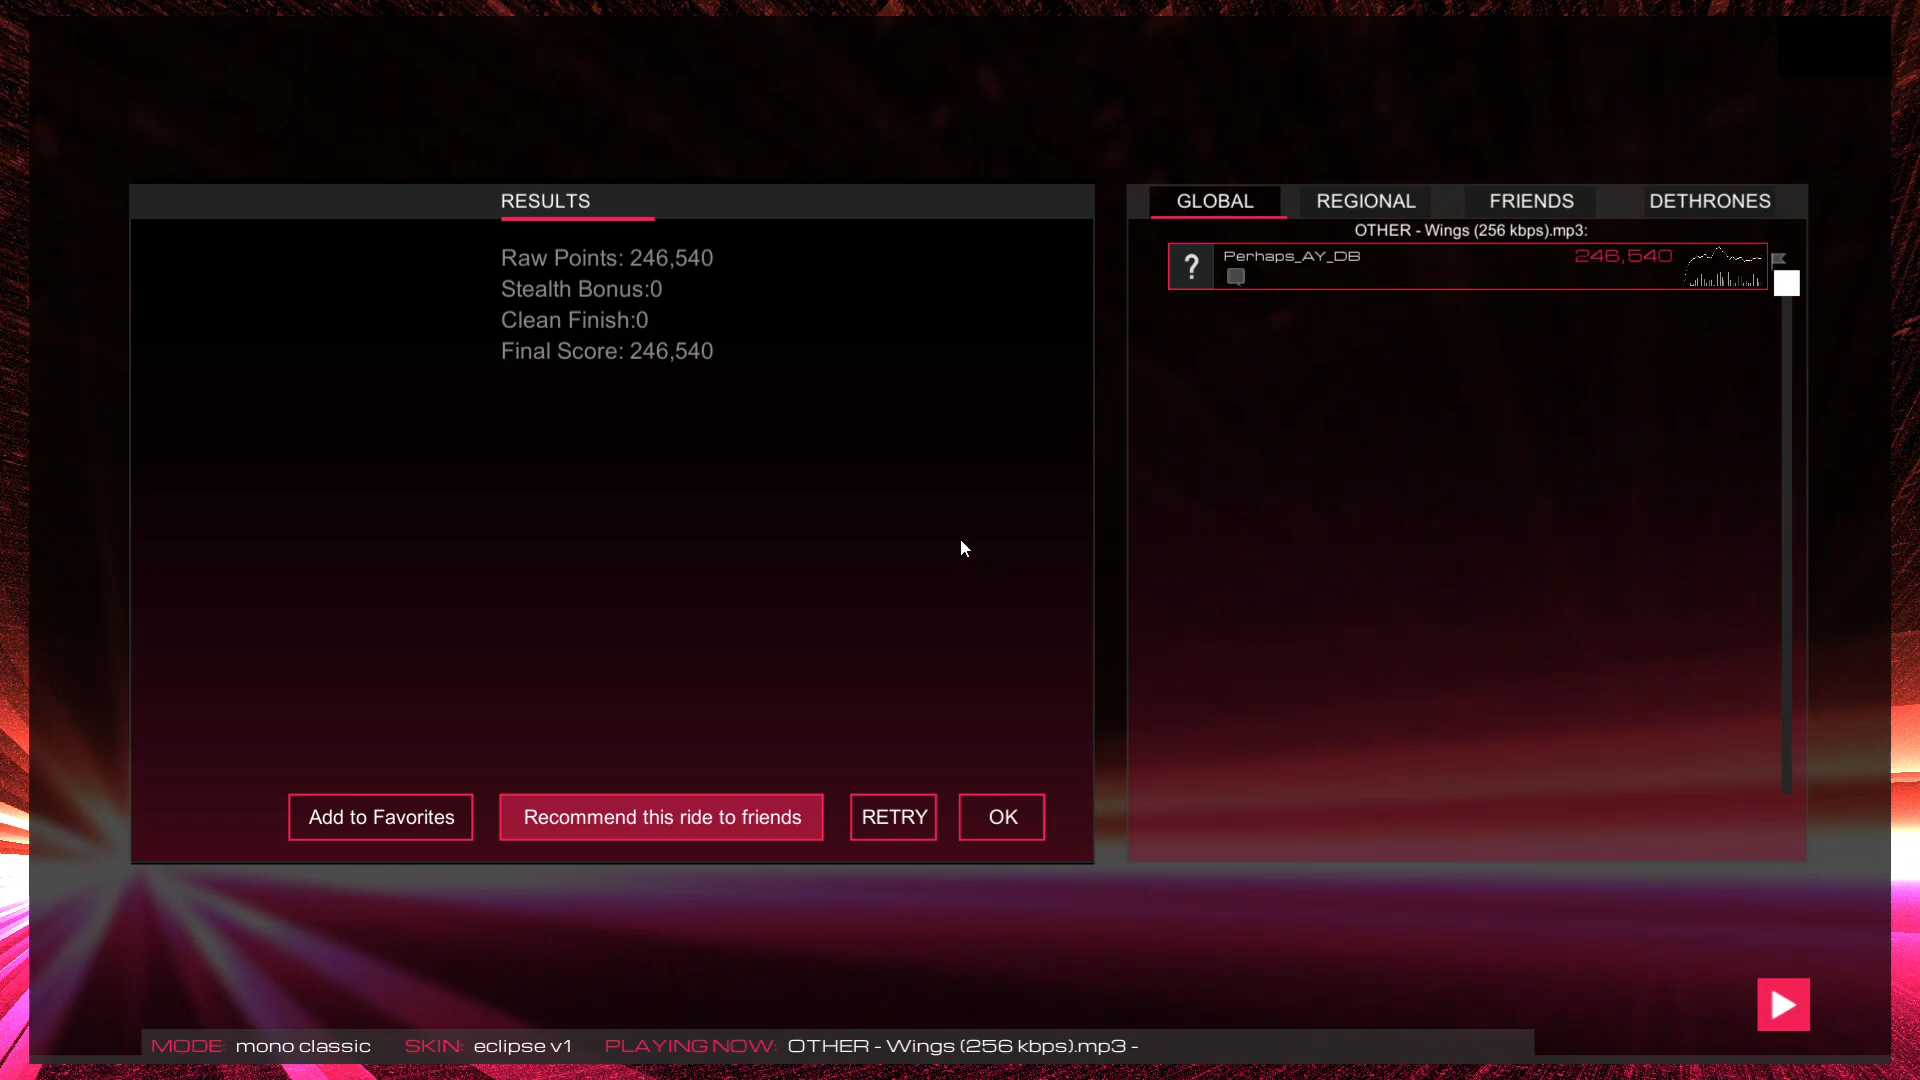 RESULTS
Raw Points: 246,540
Stealth Bonus:0
Clean Finish:0
Final Score: 246,540
Add to Favorites
Recommend this ride to friends
RETRY
OK
GLOBAL REGIONAL FRIENDS DETHRONES
OTHER - Wings (256 kbps).mp3:
? Perhaps_AY_DB 246,540
MODE: mono classic SKIN: eclipse v1 PLAYING NOW: OTHER - Wings (256 kbps).mp3 -